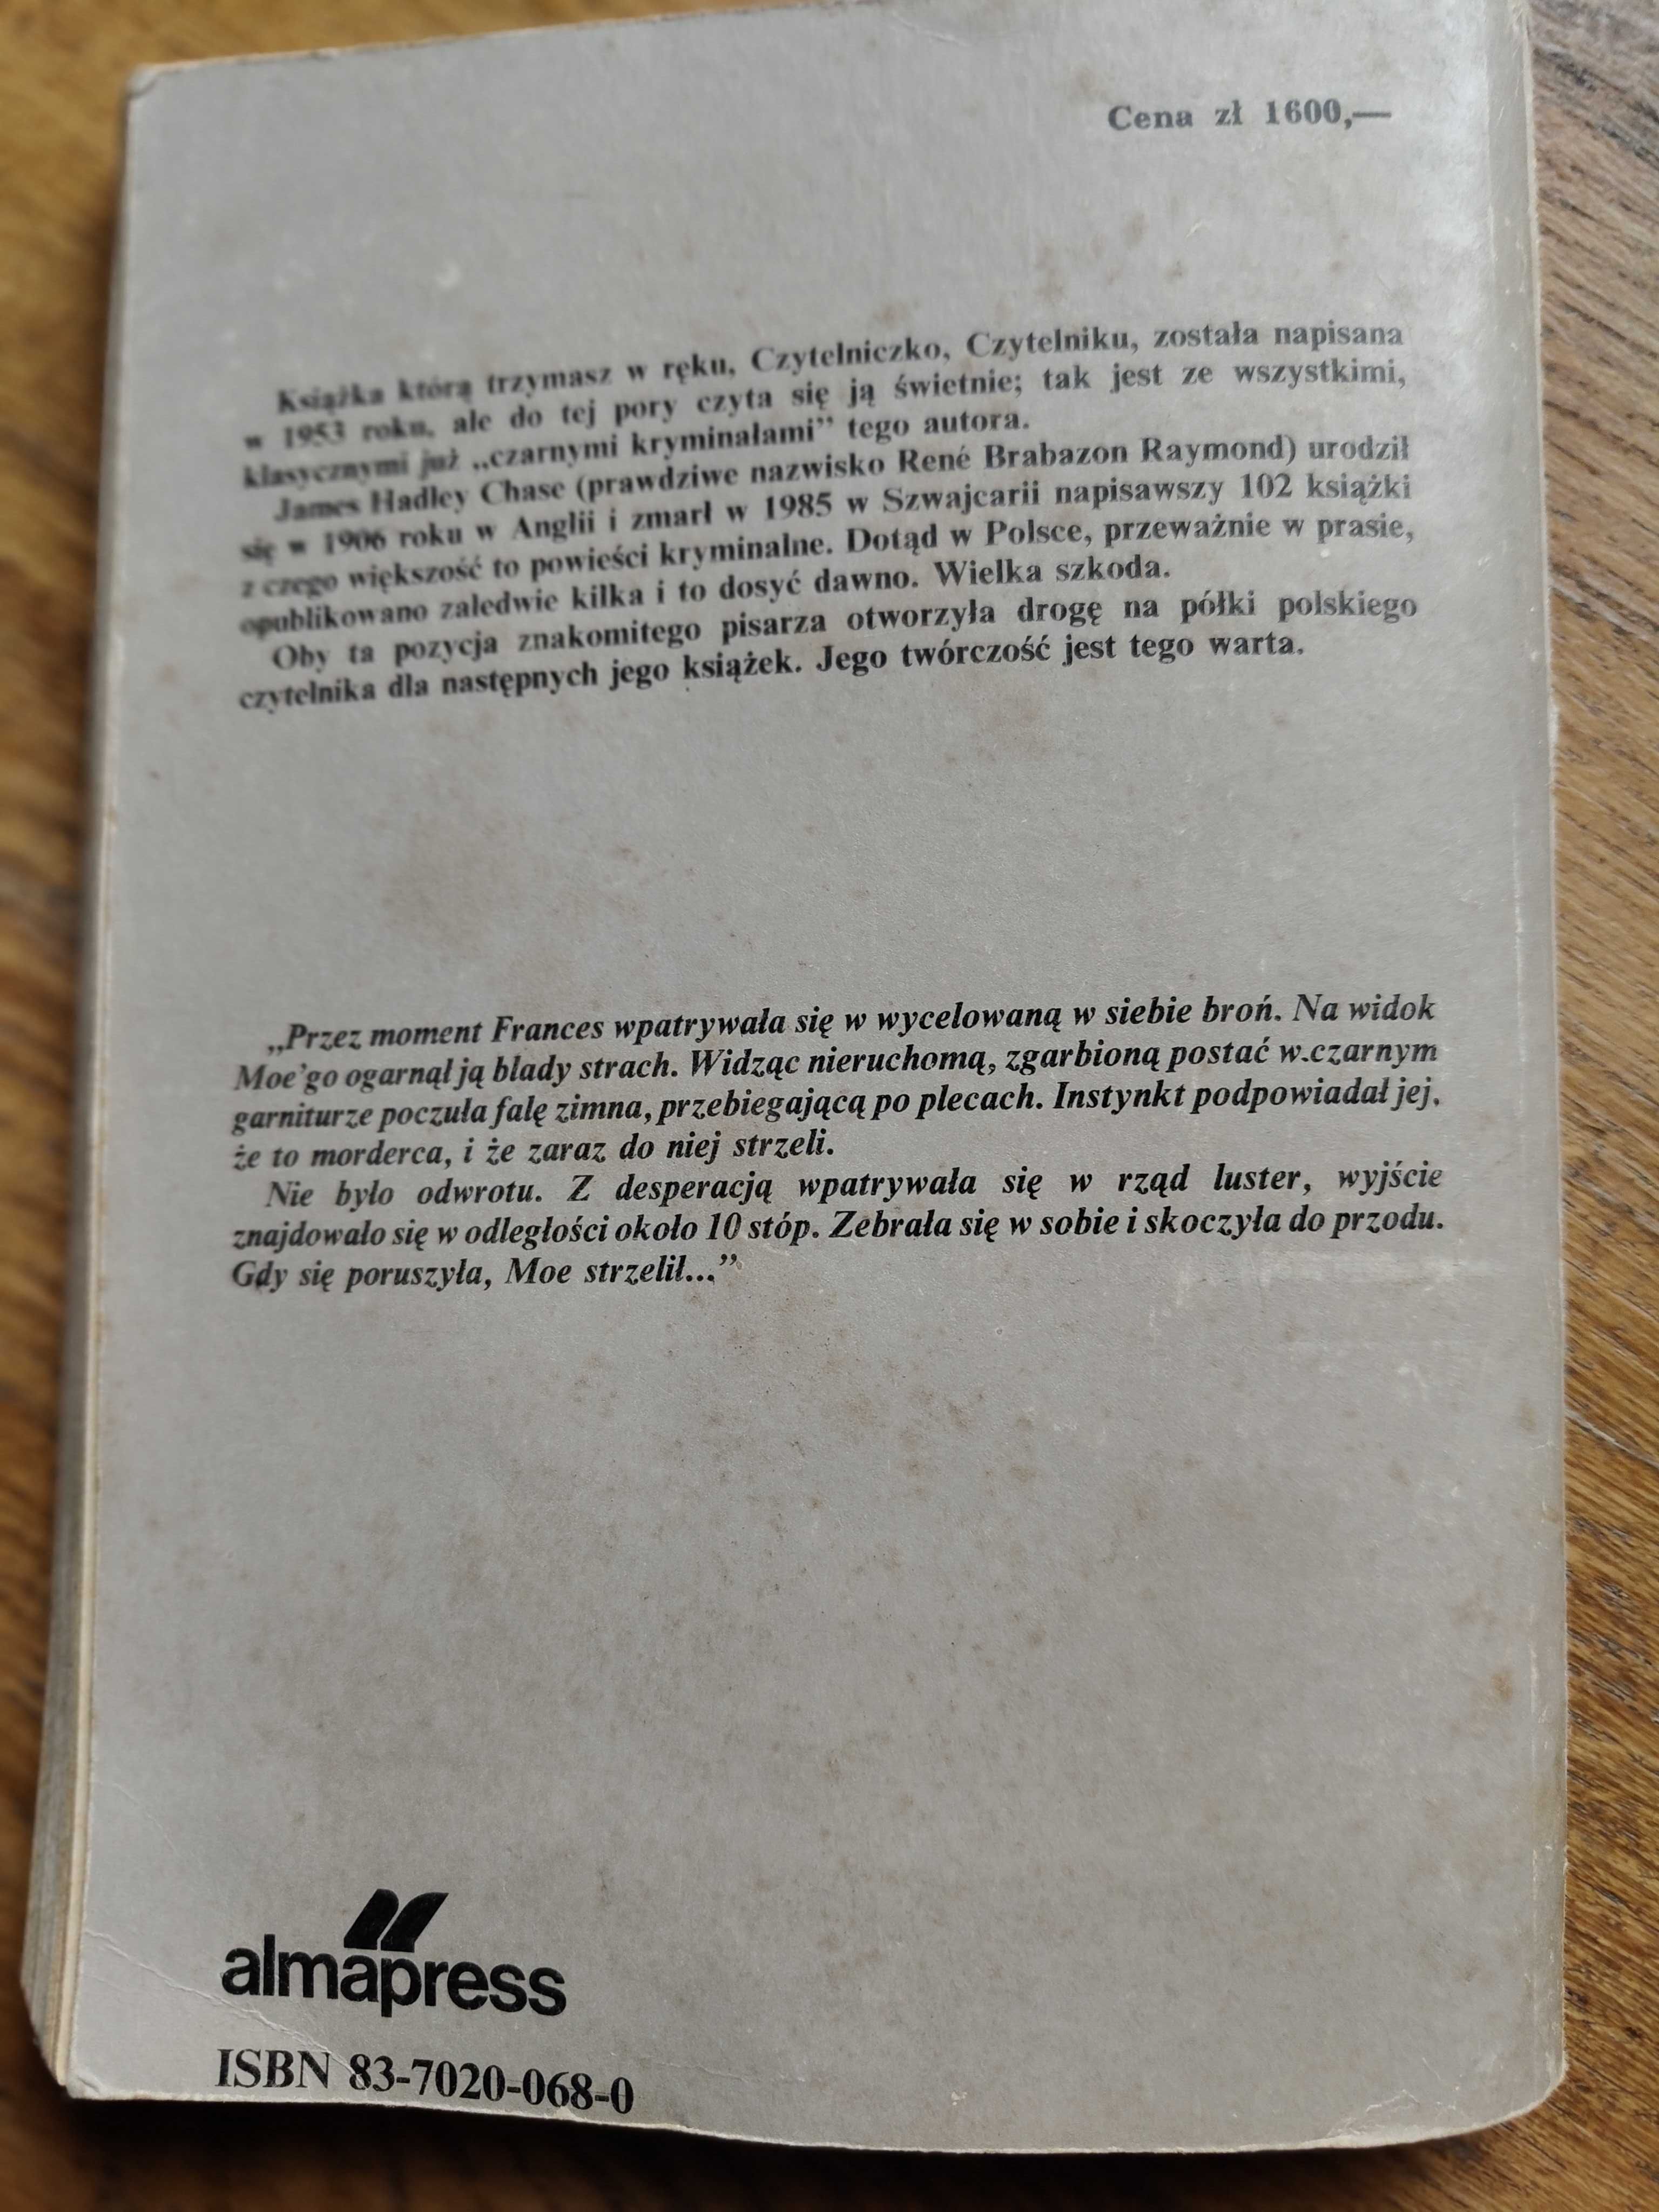 Cena zł 1600,—
Książka którą trzymasz w ręku, Czytelniczko, Czytelniku, została napisana
w 1953 roku, ale do tej pory czyta się ją świetnie; tak jest ze wszystkimi,
klasycznymi już „czarnymi kryminałami” tego autora.
James Hadley Chase (prawdziwe nazwisko René Brabazon Raymond) urodził
się w 1906 roku w Anglii i zmarł w 1985 w Szwajcarii napisawszy 102 książki
z czego większość to powieści kryminalne. Dotąd w Polsce, przeważnie w prasie,
opublikowano zaledwie kilka i to dosyć dawno. Wielka szkoda.
Oby ta pozycja znakomitego pisarza otworzyła drogę na półki polskiego
czytelnika dla następnych jego książek. Jego twórczość jest tego warta.
„Przez moment Frances wpatrywała się w wycelowaną w siebie broń. Na widok
Moe'go ogarnął ją blady strach. Widząc nieruchomą, zgarbioną postać w czarnym
garniturze poczuła falę zimna, przebiegającą po plecach. Instynkt podpowiadał jej,
że to morderca, i że zaraz do niej strzeli.
Nie było odwrotu. Z desperacją wpatrywała się w rząd luster, wyjście
znajdowało się w odległości około 10 stóp. Zebrała się w sobie i skoczyła do przodu.
Gdy się poruszyła, Moe strzelił...”
almapress
ISBN 83-7020-068-0